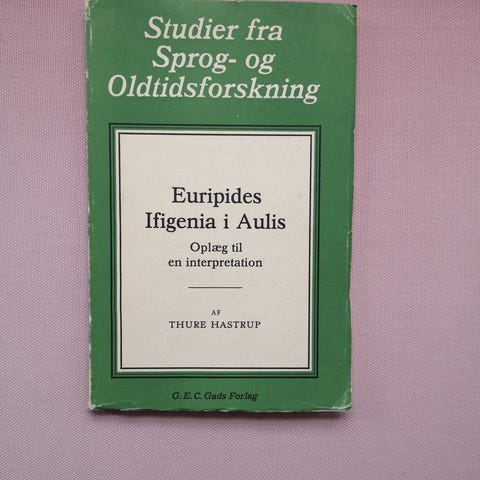 Studier fra
Sprog- og
Oldtidsforskning
Euripides
Ifigenia i Aulis
Oplæg til
en interpretation
AF
THURE HASTRUP
G. E. C. Gads Forlag